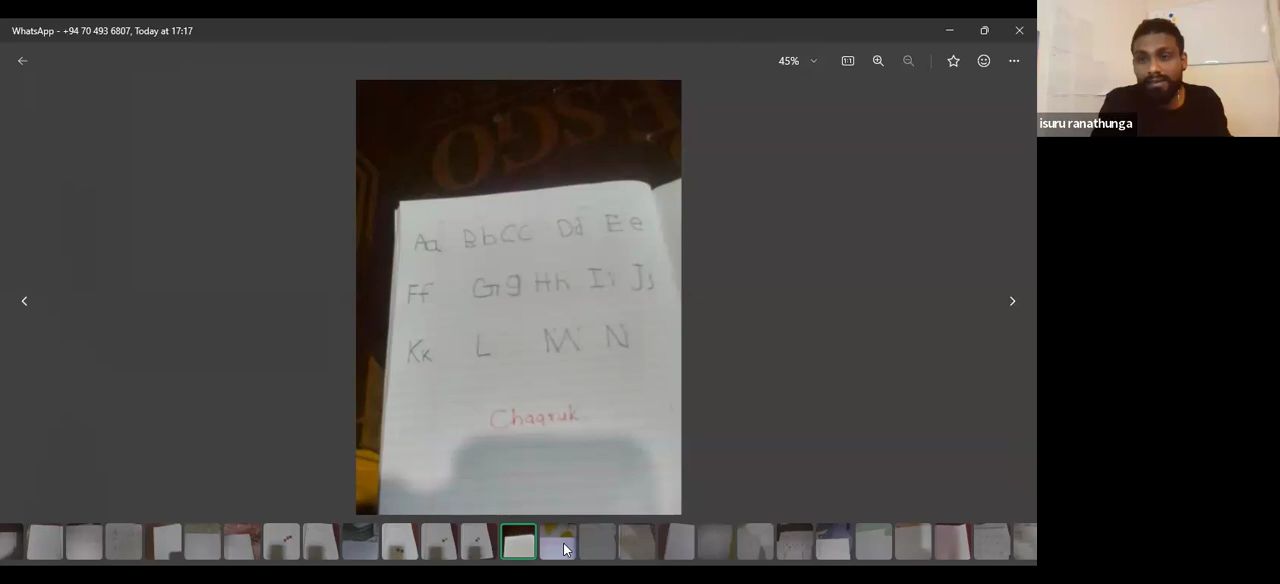 WhatsApp - +94 70 493 6807, Today at 17:17
45%
isuru ranathunga
Aa Bb Cc Dd Ee
Ff Gg Hh Ii Jj
Kk L M N